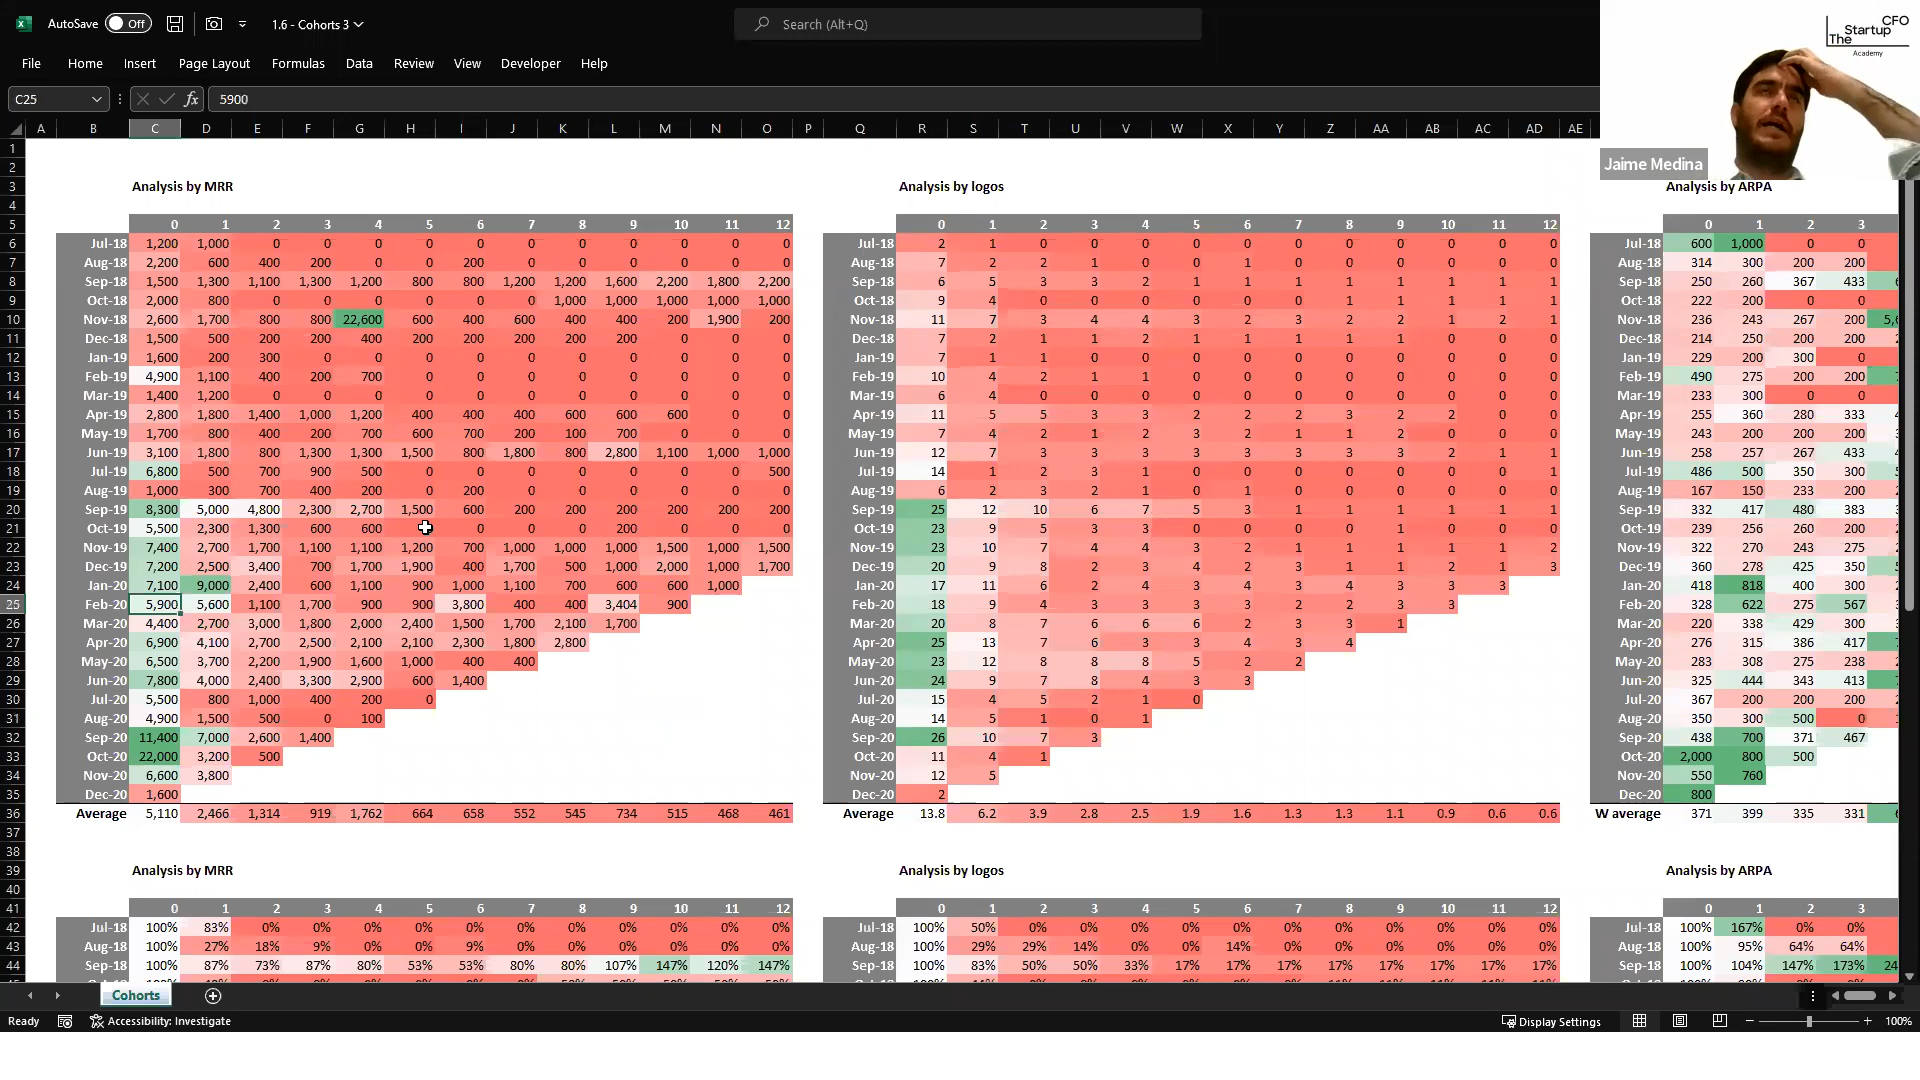 AutoSave Off 1.6 - Cohorts 3 Search (Alt+Q)
The Startup CFO Academy
File Home Insert Page Layout Formulas Data Review View Developer Help
C25 fx 5900
Jaime Medina
A B C D E F G H I J K L M N O P Q R S T U V W X Y Z AA AB AC AD AE
1
2
3 Analysis by MRR Analysis by logos Analysis by ARPA
4
5 0 1 2 3 4 5 6 7 8 9 10 11 12 0 1 2 3 4 5 6 7 8 9 10 11 12 0 1 2 3
6 Jul-18 1,200 1,000 0 0 0 0 0 0 0 0 0 0 0 Jul-18 2 1 0 0 0 0 0 0 0 0 0 0 0 Jul-18 600 1,000 0 0
7 Aug-18 2,200 600 400 200 0 0 200 0 0 0 0 0 0 Aug-18 7 2 2 1 0 0 1 0 0 0 0 0 0 Aug-18 314 300 200 200
8 Sep-18 1,500 1,300 1,100 1,300 1,200 800 800 1,200 1,200 1,600 2,200 1,800 2,200 Sep-18 6 5 3 3 2 1 1 1 1 1 1 1 1 Sep-18 250 260 367 433
9 Oct-18 2,000 800 0 0 0 0 0 0 1,000 1,000 1,000 1,000 1,000 Oct-18 9 4 0 0 0 0 0 0 1 1 1 1 1 Oct-18 222 200 0 0
10 Nov-18 2,600 1,700 800 800 22,600 600 400 600 400 400 200 1,900 200 Nov-18 11 7 3 4 4 3 2 3 2 2 1 2 1 Nov-18 236 243 267 200 5,6
11 Dec-18 1,500 500 200 200 400 200 200 200 200 0 0 0 0 Dec-18 7 2 1 1 2 1 1 1 1 0 0 0 0 Dec-18 214 250 200 200
12 Jan-19 1,600 200 300 0 0 0 0 0 0 0 0 0 0 Jan-19 7 1 1 0 0 0 0 0 0 0 0 0 0 Jan-19 229 200 300 0
13 Feb-19 4,900 1,100 400 200 700 0 0 0 0 0 0 0 0 Feb-19 10 4 2 1 1 0 0 0 0 0 0 0 0 Feb-19 490 275 200 200
14 Mar-19 1,400 1,200 0 0 0 0 0 0 0 0 0 0 0 Mar-19 6 4 0 0 0 0 0 0 0 0 0 0 0 Mar-19 233 300 0 0
15 Apr-19 2,800 1,800 1,400 1,000 1,200 400 400 400 600 600 600 0 0 Apr-19 11 5 5 3 3 2 2 2 3 2 2 0 0 Apr-19 255 360 280 333
16 May-19 1,700 800 400 200 700 600 700 200 100 700 0 0 0 May-19 7 4 2 1 2 3 2 1 1 2 0 0 0 May-19 243 200 200 200
17 Jun-19 3,100 1,800 800 1,300 1,300 1,500 800 1,800 800 2,800 1,100 1,000 1,000 Jun-19 12 7 3 3 3 3 3 3 3 3 2 1 1 Jun-19 258 257 267 433
18 Jul-19 6,800 500 700 900 500 0 0 0 0 0 0 0 500 Jul-19 14 1 2 3 1 0 0 0 0 0 0 0 1 Jul-19 486 500 350 300
19 Aug-19 1,000 300 700 400 200 0 200 0 0 0 0 0 0 Aug-19 6 2 3 2 1 0 1 0 0 0 0 0 0 Aug-19 167 150 233 200
20 Sep-19 8,300 5,000 4,800 2,300 2,700 1,500 600 200 200 200 200 200 200 Sep-19 25 12 10 6 7 5 3 1 1 1 1 1 1 Sep-19 332 417 480 383
21 Oct-19 5,500 2,300 1,300 600 600 0 0 0 0 200 0 0 0 Oct-19 23 9 5 3 3 0 0 0 0 1 0 0 0 Oct-19 239 256 260 200
22 Nov-19 7,400 2,700 1,700 1,100 1,100 1,200 700 1,000 1,000 1,000 1,500 1,000 1,500 Nov-19 23 10 7 4 4 3 2 1 1 1 1 1 2 Nov-19 322 270 243 275
23 Dec-19 7,200 2,500 3,400 700 1,700 1,900 400 1,700 500 1,000 2,000 1,000 1,700 Dec-19 20 9 8 2 3 4 2 3 1 2 3 1 3 Dec-19 360 278 425 350
24 Jan-20 7,100 9,000 2,400 600 1,100 900 1,000 1,100 700 600 600 1,000 Jan-20 17 11 6 2 4 3 4 3 4 3 3 3 Jan-20 418 818 400 300
25 Feb-20 5,900 5,600 1,100 1,700 900 900 3,800 400 400 3,404 900 Feb-20 18 9 4 3 3 3 3 2 2 3 3 Feb-20 328 622 275 567
26 Mar-20 4,400 2,700 3,000 1,800 2,000 2,400 1,500 1,700 2,100 1,700 Mar-20 20 8 7 6 6 6 2 3 3 1 Mar-20 220 338 429 300
27 Apr-20 6,900 4,100 2,700 2,500 2,100 2,100 2,300 1,800 2,800 Apr-20 25 13 7 6 3 3 4 3 4 Apr-20 276 315 386 417
28 May-20 6,500 3,700 2,200 1,900 1,600 1,000 400 400 May-20 23 12 8 8 8 5 2 2 May-20 283 308 275 238
29 Jun-20 7,800 4,000 2,400 3,300 2,900 600 1,400 Jun-20 24 9 7 8 4 3 3 Jun-20 325 444 343 413
30 Jul-20 5,500 800 1,000 400 200 0 Jul-20 15 4 5 2 1 0 Jul-20 367 200 200 200
31 Aug-20 4,900 1,500 500 0 100 Aug-20 14 5 1 0 1 Aug-20 350 300 500 0
32 Sep-20 11,400 7,000 2,600 1,400 Sep-20 26 10 7 3 Sep-20 438 700 371 467
33 Oct-20 22,000 3,200 500 Oct-20 11 4 1 Oct-20 2,000 800 500
34 Nov-20 6,600 3,800 Nov-20 12 5 Nov-20 550 760
35 Dec-20 1,600 Dec-20 2 Dec-20 800
36 Average 5,110 2,466 1,314 919 1,762 664 658 552 545 734 515 468 461 Average 13.8 6.2 3.9 2.8 2.5 1.9 1.6 1.3 1.3 1.1 0.9 0.6 0.6 W average 371 399 335 331
37
38
39 Analysis by MRR Analysis by logos Analysis by ARPA
40
41 0 1 2 3 4 5 6 7 8 9 10 11 12 0 1 2 3 4 5 6 7 8 9 10 11 12 0 1 2 3
42 Jul-18 100% 83% 0% 0% 0% 0% 0% 0% 0% 0% 0% 0% 0% Jul-18 100% 50% 0% 0% 0% 0% 0% 0% 0% 0% 0% 0% 0% Jul-18 100% 167% 0% 0%
43 Aug-18 100% 27% 18% 9% 0% 0% 9% 0% 0% 0% 0% 0% 0% Aug-18 100% 29% 29% 14% 0% 0% 14% 0% 0% 0% 0% 0% 0% Aug-18 100% 95% 64% 64%
44 Sep-18 100% 87% 73% 87% 80% 53% 53% 80% 80% 107% 147% 120% 147% Sep-18 100% 83% 50% 50% 33% 17% 17% 17% 17% 17% 17% 17% 17% Sep-18 100% 104% 147% 173% 24
Cohorts
Ready Accessibility: Investigate Display Settings 100%